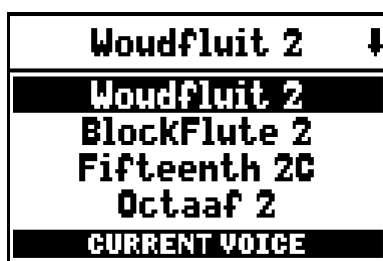 Woudfluit 2
Woudfluit 2
BlockFlute 2
Fifteenth 2C
Octaaf 2
CURRENT VOICE